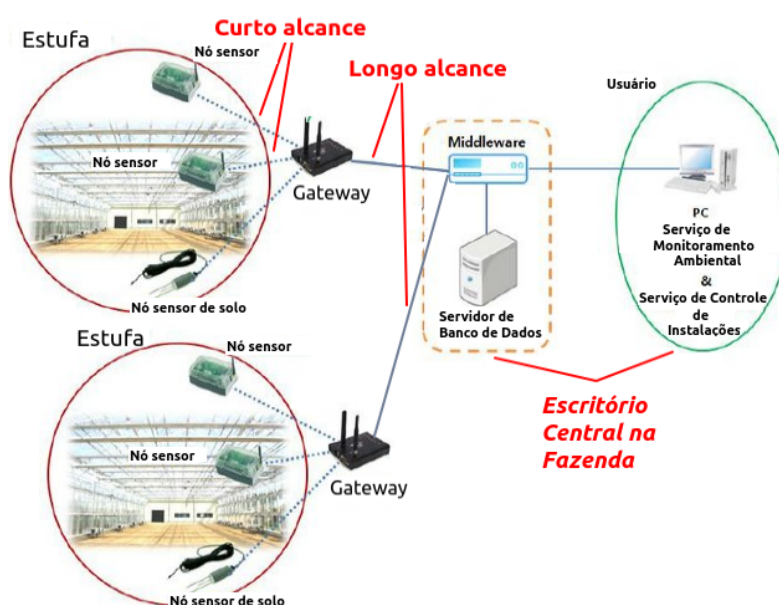 Estufa
Nó sensor
Curto alcance
Longo alcance
Nó sensor
Gateway
Nó sensor de solo
Middleware
Servidor de
Banco de Dados
Usuário
PC
Serviço de
Monitoramento
Ambiental
&
Serviço de Controle
de
Instalações
Estufa
Nó sensor
Nó sensor
Gateway
Nó sensor de solo
Escritório
Central na
Fazenda